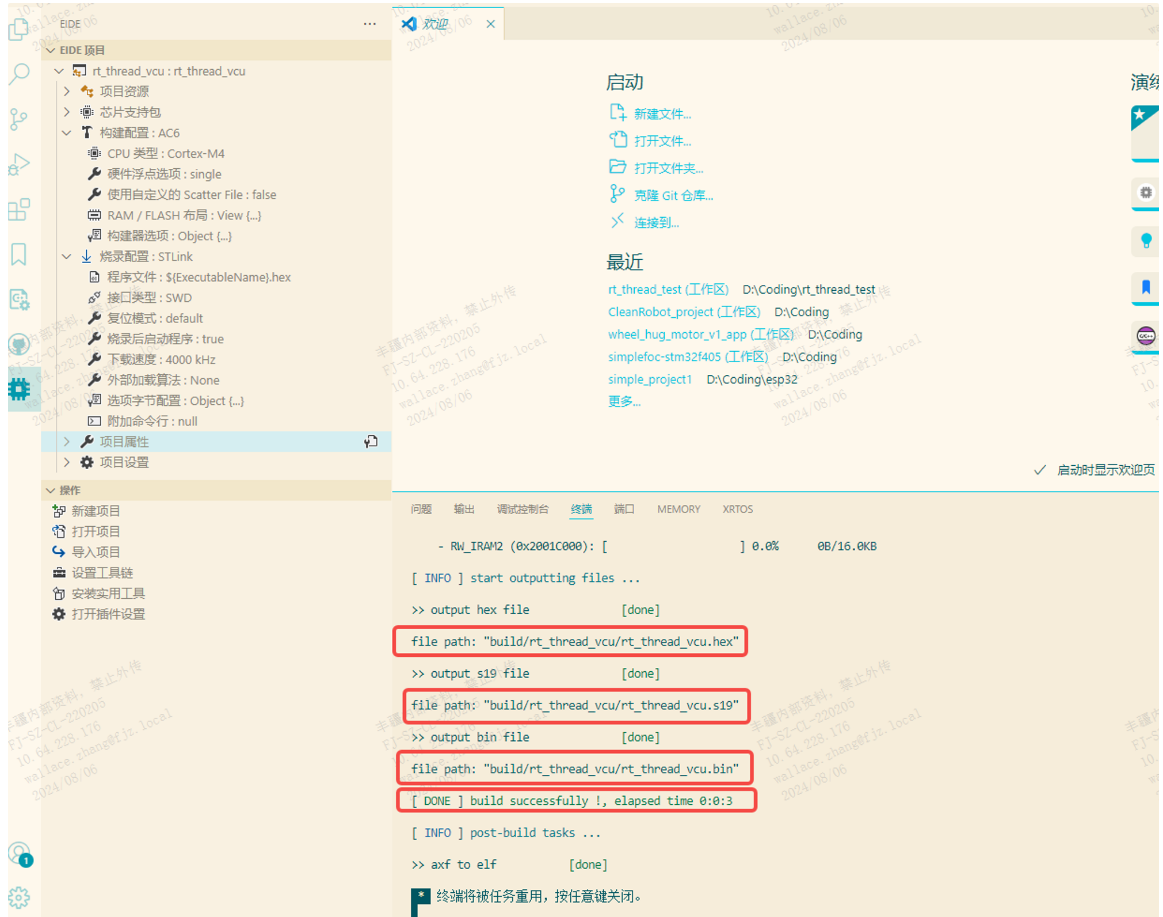 EIDE
EIDE 项目
rt_thread_vcu : rt_thread_vcu
项目资源
芯片支持包
构建配置 : AC6
CPU 类型 : Cortex-M4
硬件浮点选项 : single
使用自定义的 Scatter File : false
RAM / FLASH 布局 : View {...}
构建器选项 : Object {...}
烧录配置 : STLink
程序文件 : ${ExecutableName}.hex
接口类型 : SWD
复位模式 : default
烧录后启动程序 : true
下载速度 : 4000 kHz
外部加载算法 : None
选项字节配置 : Object {...}
附加命令行 : null
项目属性
项目设置
操作
新建项目
打开项目
导入项目
设置工具链
安装实用工具
打开插件设置
1
欢迎
启动
新建文件...
打开文件...
打开文件夹...
克隆 Git 仓库...
连接到...
最近
rt_thread_test (工作区) D:\Coding\rt_thread_test
CleanRobot_project (工作区) D:\Coding
wheel_hug_motor_v1_app (工作区) D:\Coding
simplefoc-stm32f405 (工作区) D:\Coding
simple_project1 D:\Coding\esp32
更多...
演练
启动时显示欢迎页
问题 输出 调试控制台 终端 端口 MEMORY XRTOS
- RW_IRAM2 (0x2001C000): [ ] 0.0% 0B/16.0KB
[ INFO ] start outputting files ...
>> output hex file [done]
file path: "build/rt_thread_vcu/rt_thread_vcu.hex"
>> output s19 file [done]
file path: "build/rt_thread_vcu/rt_thread_vcu.s19"
>> output bin file [done]
file path: "build/rt_thread_vcu/rt_thread_vcu.bin"
[ DONE ] build successfully !, elapsed time 0:0:3
[ INFO ] post-build tasks ...
>> axf to elf [done]
* 终端将被任务重用，按任意键关闭。
丰疆内部资料，禁止外传
FJ-SZ-CL-220205
10.64.228.176
wallace.zhang@fjz.local
2024/08/06